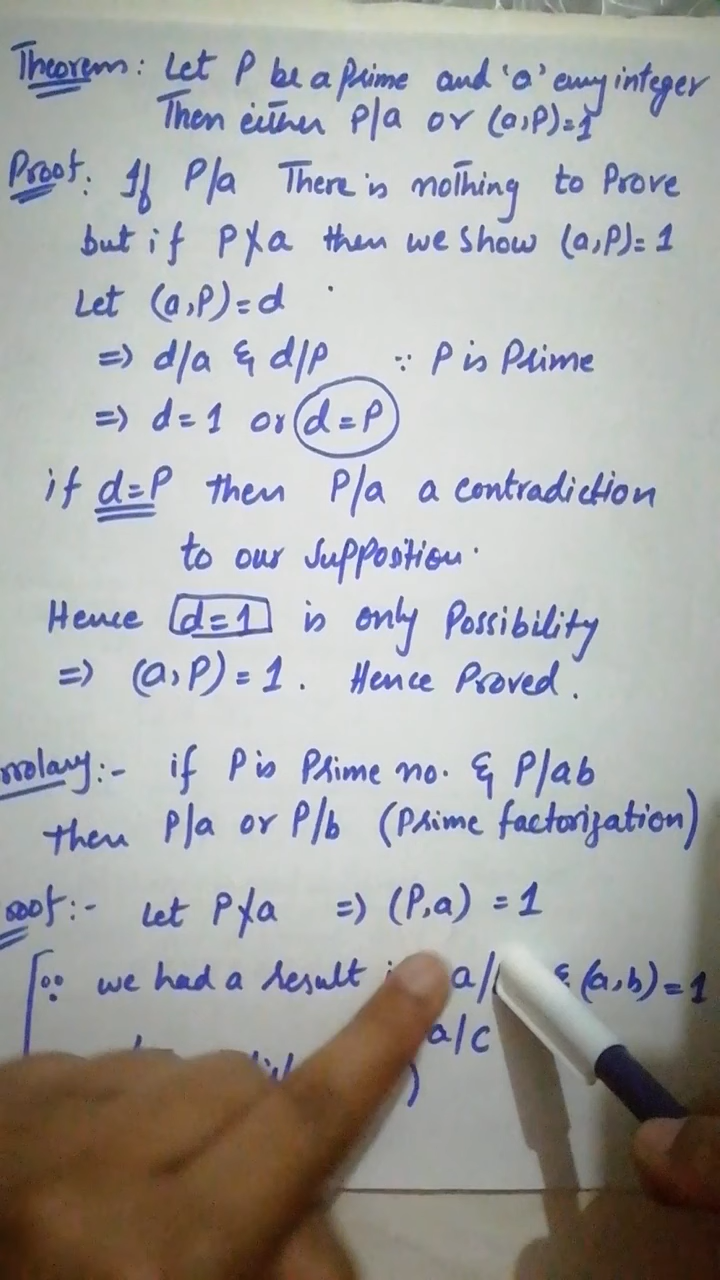 Theorem: Let P be a Prime and 'a' any integer
Then either P/a or (a,P)=1
Proof: If P/a There is nothing to Prove
but if P∤a then we show (a,P)=1
Let (a,P)=d
=> d/a & d/P ∵ P is Prime
=> d=1 or d=P
if d=P then P/a a contradiction
to our Supposition.
Hence d=1 is only Possibility
=> (a,P)=1. Hence Proved.
if P is Prime no. & P/ab
then P/a or P/b (Prime factorization)
Let P∤a => (P,a) = 1
∵ we had a result a/ & (a,b)=1
a/c
)